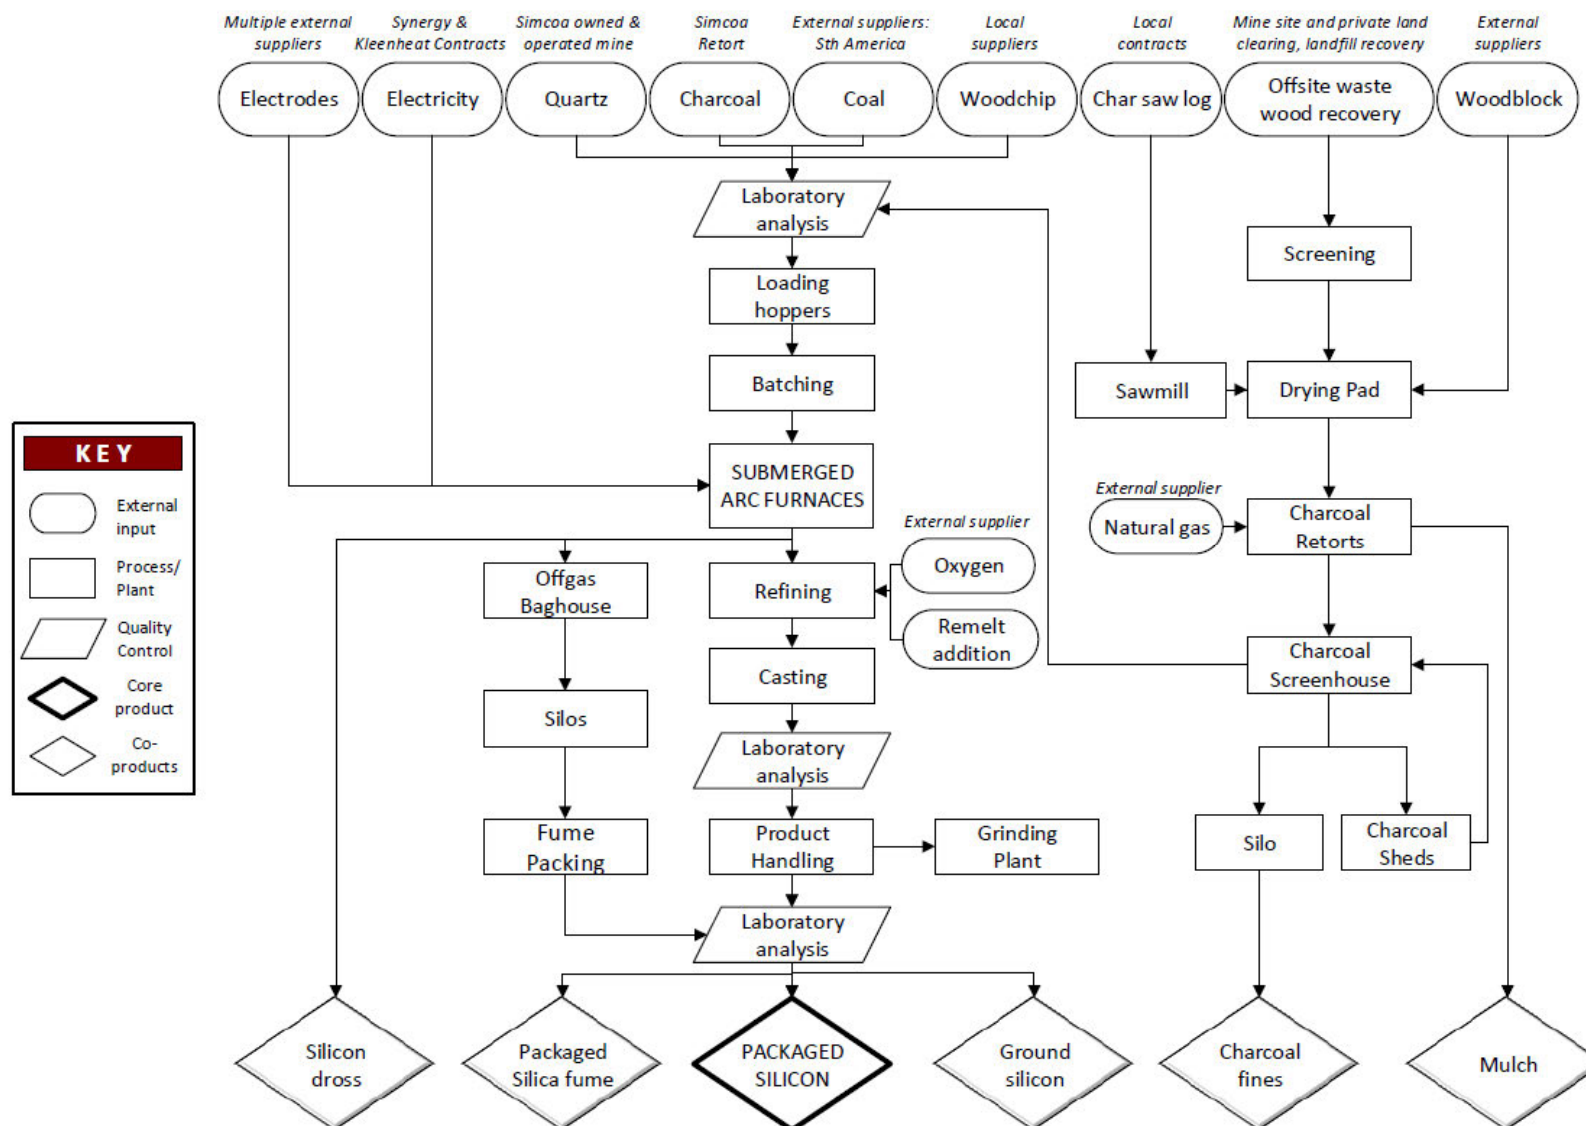 Multiple external
suppliers
Synergy &
Kleenheat Contracts
Simcoa owned &
operated mine
Simcoa
Retort
External suppliers:
Sth America
Local
suppliers
Local
contracts
Mine site and private land
clearing, landfill recovery
External
suppliers
Electrodes
Electricity
Quartz
Charcoal
Coal
Woodchip
Char saw log
Offsite waste
wood recovery
Woodblock
Laboratory
analysis
Screening
Loading
hoppers
Batching
Sawmill
Drying Pad
KEY
External
input
Process/
Plant
Quality
Control
Core
product
Co-
products
SUBMERGED
ARC FURNACES
External supplier
Natural gas
Charcoal
Retorts
External supplier
Oxygen
Offgas
Baghouse
Refining
Remelt
addition
Charcoal
Screenhouse
Casting
Silos
Laboratory
analysis
Fume
Packing
Product
Handling
Grinding
Plant
Silo
Charcoal
Sheds
Laboratory
analysis
Silicon
dross
Packaged
Silica fume
PACKAGED
SILICON
Ground
silicon
Charcoal
fines
Mulch